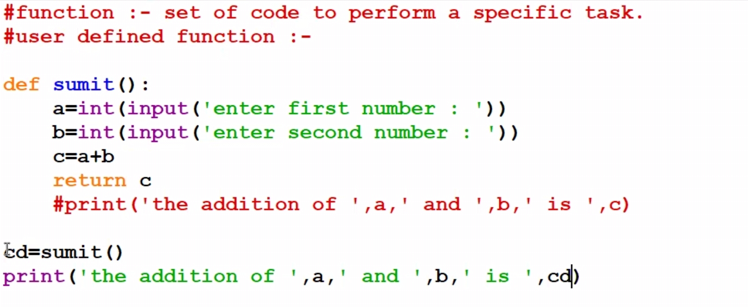 #function :- set of code to perform a specific task.
#user defined function :-
def sumit():
    a=int(input('enter first number : '))
    b=int(input('enter second number : '))
    c=a+b
    return c
    #print('the addition of ',a,' and ',b,' is ',c)
cd=sumit()
print('the addition of ',a,' and ',b,' is ',cd)